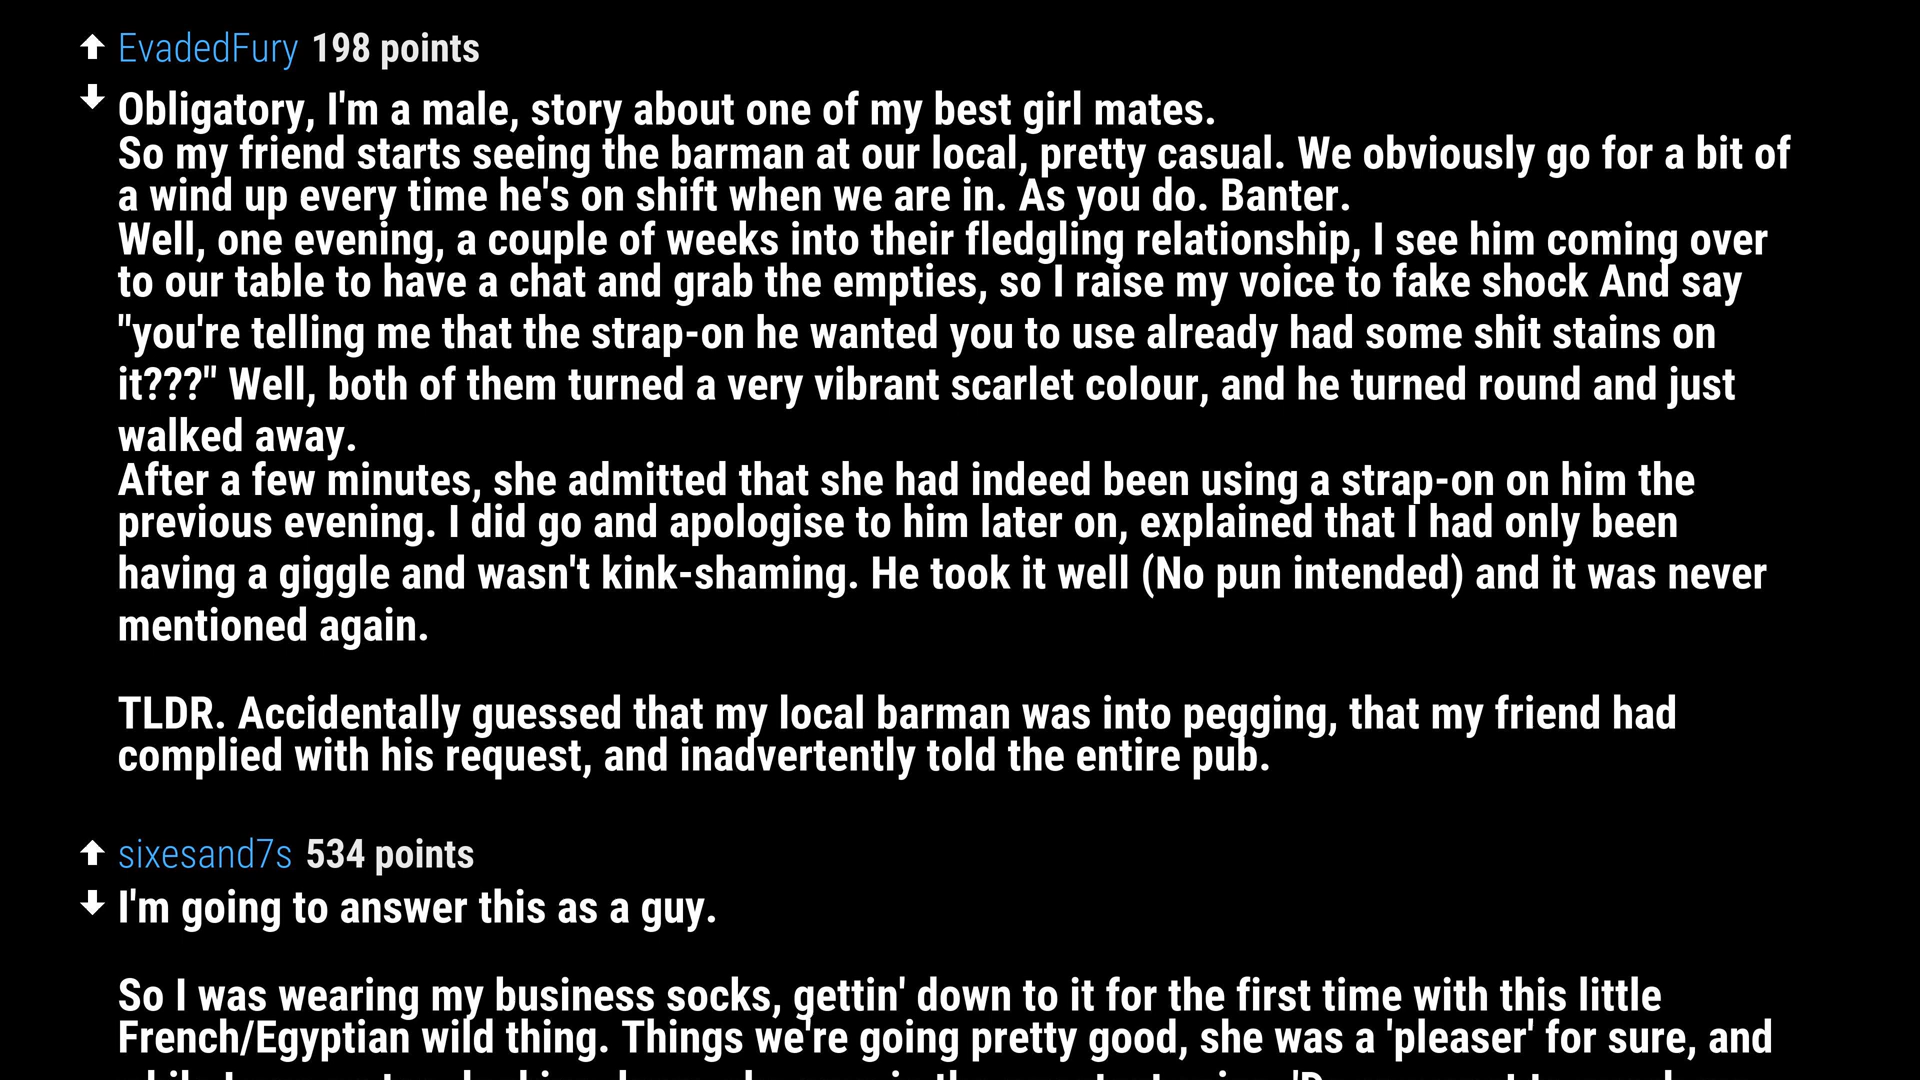 EvadedFury 198 points
Obligatory, I'm a male, story about one of my best girl mates.
So my friend starts seeing the barman at our local, pretty casual. We obviously go for a bit of
a wind up every time he's on shift when we are in. As you do. Banter.
Well, one evening, a couple of weeks into their fledgling relationship, I see him coming over
to our table to have a chat and grab the empties, so I raise my voice to fake shock And say
"you're telling me that the strap-on he wanted you to use already had some shit stains on
it???" Well, both of them turned a very vibrant scarlet colour, and he turned round and just
walked away.
After a few minutes, she admitted that she had indeed been using a strap-on on him the
previous evening. I did go and apologise to him later on, explained that I had only been
having a giggle and wasn't kink-shaming. He took it well (No pun intended) and it was never
mentioned again.
TLDR. Accidentally guessed that my local barman was into pegging, that my friend had
complied with his request, and inadvertently told the entire pub.
sixesand7s 534 points
I'm going to answer this as a guy.
So I was wearing my business socks, gettin' down to it for the first time with this little
French/Egyptian wild thing. Things we're going pretty good, she was a 'pleaser' for sure, and